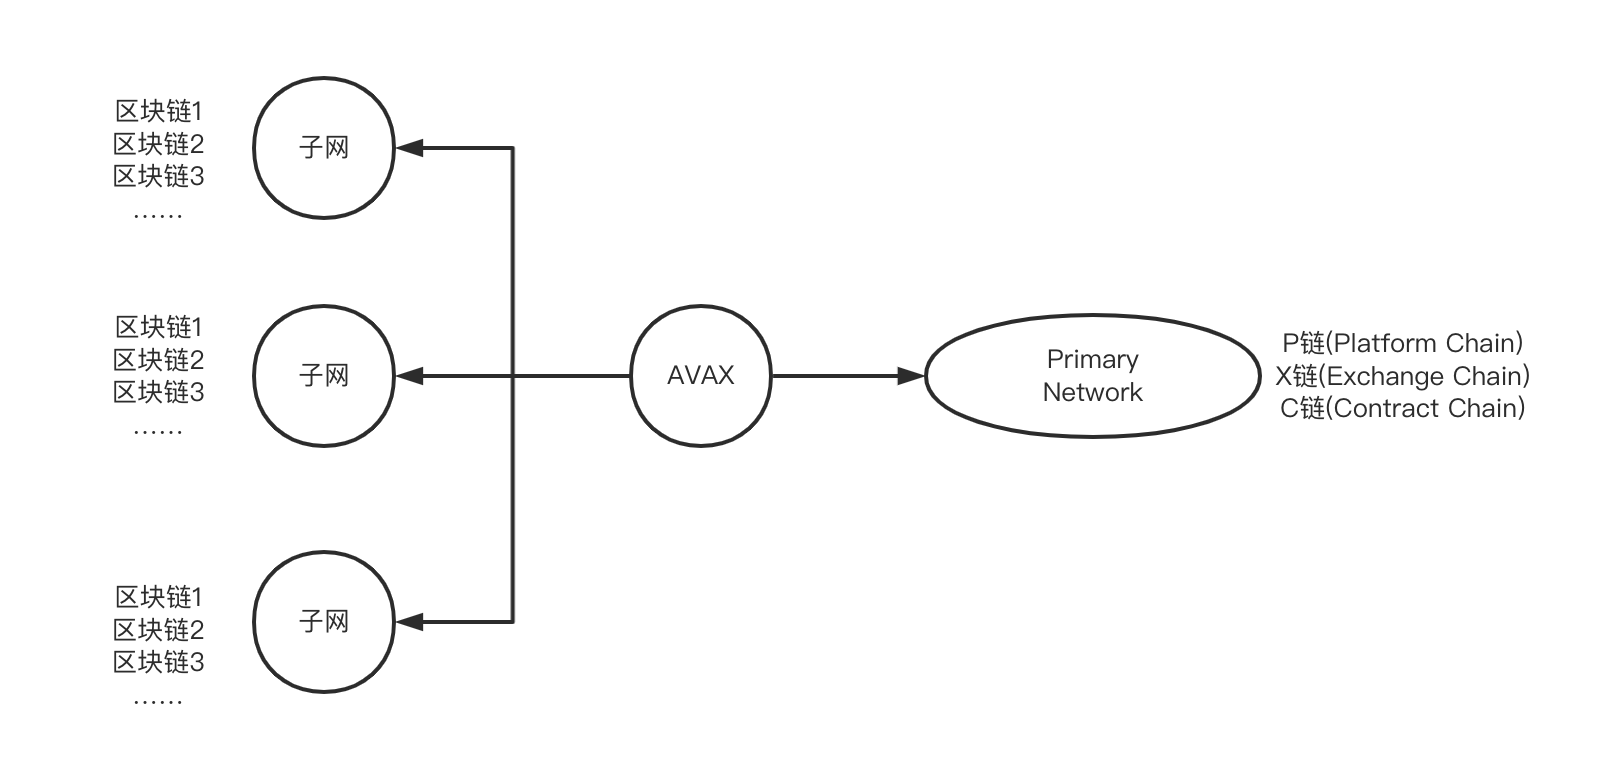 区块链1
区块链2
区块链3
……
子网
区块链1
区块链2
区块链3
……
子网
AVAX
Primary
Network
P链(Platform Chain)
X链(Exchange Chain)
C链(Contract Chain)
区块链1
区块链2
区块链3
……
子网